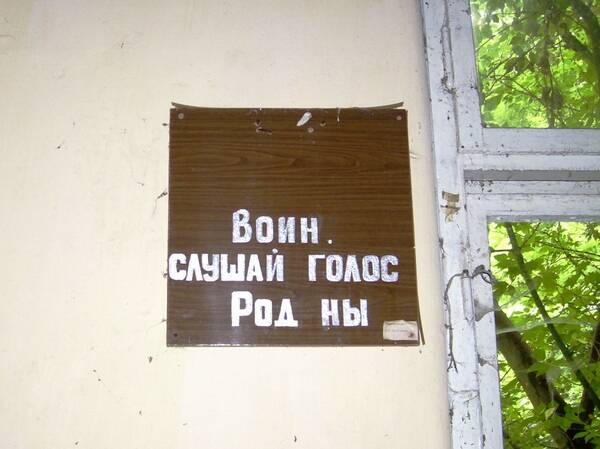 Воин.
слушай голос
Род ны